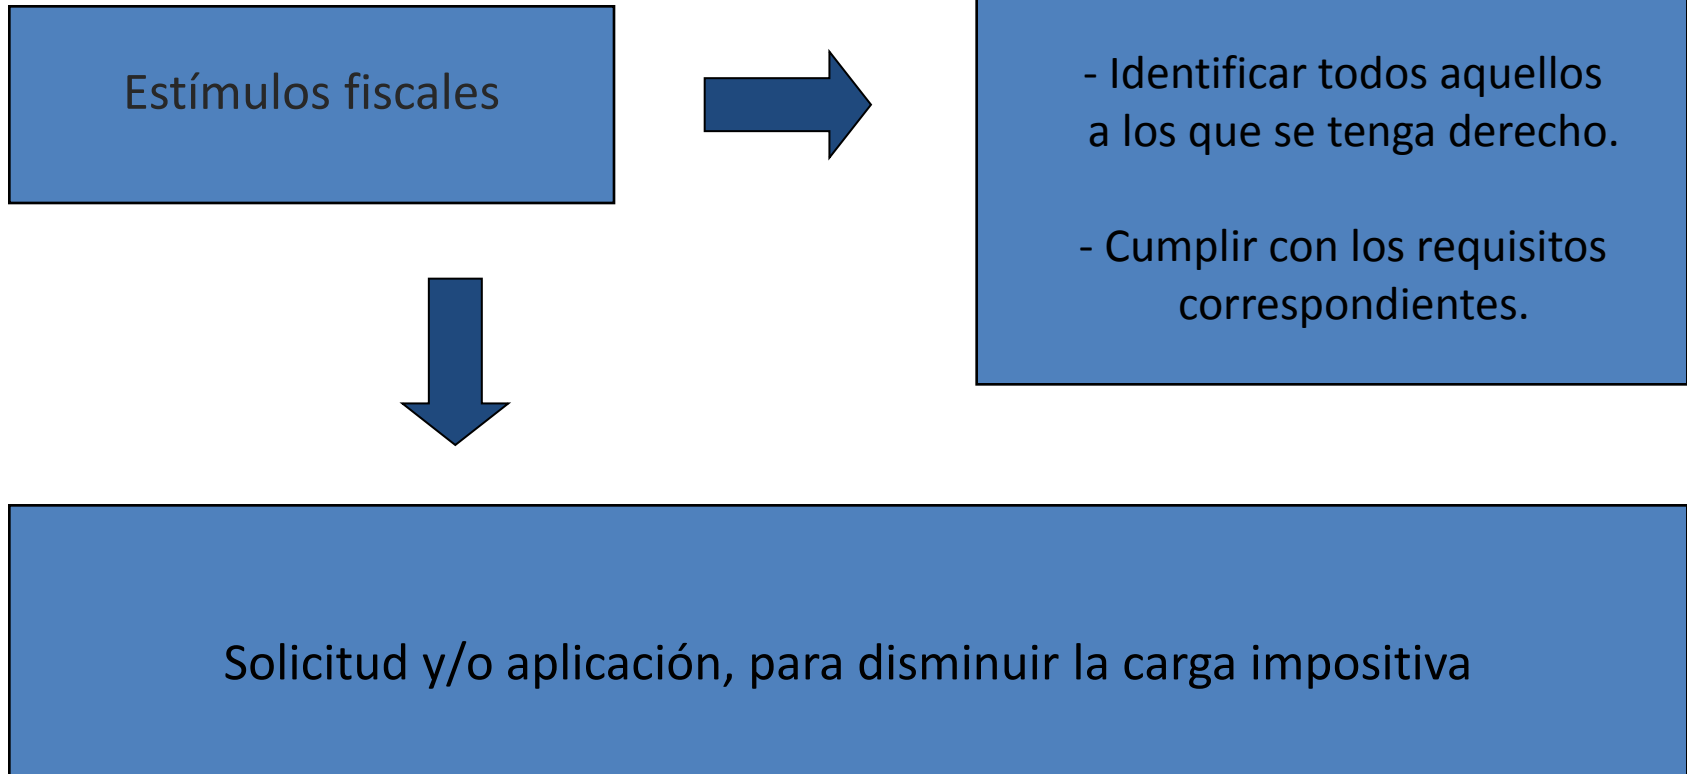 Estímulos fiscales
- Identificar todos aquellos
a los que se tenga derecho.
- Cumplir con los requisitos
correspondientes.
Solicitud y/o aplicación, para disminuir la carga impositiva